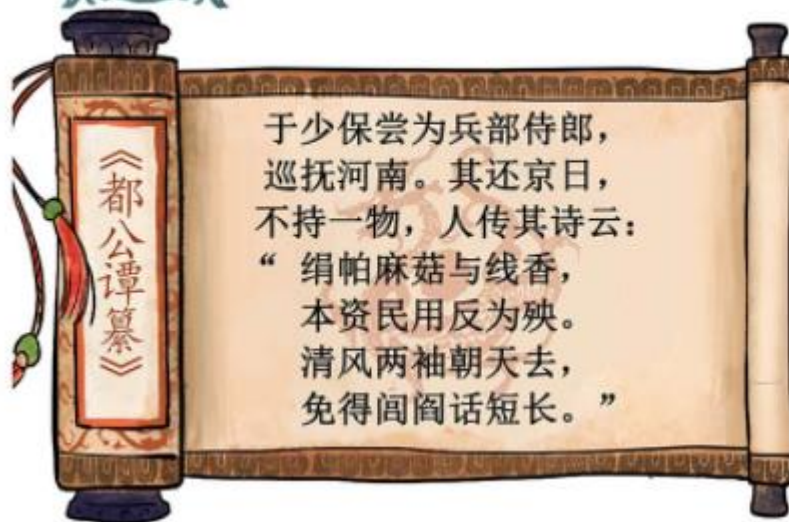 《都公谭纂》
于少保尝为兵部侍郎，
巡抚河南。其还京日，
不持一物，人传其诗云：
“绢帕麻菇与线香，
本资民用反为殃。
清风两袖朝天去，
免得闾阎话短长。”